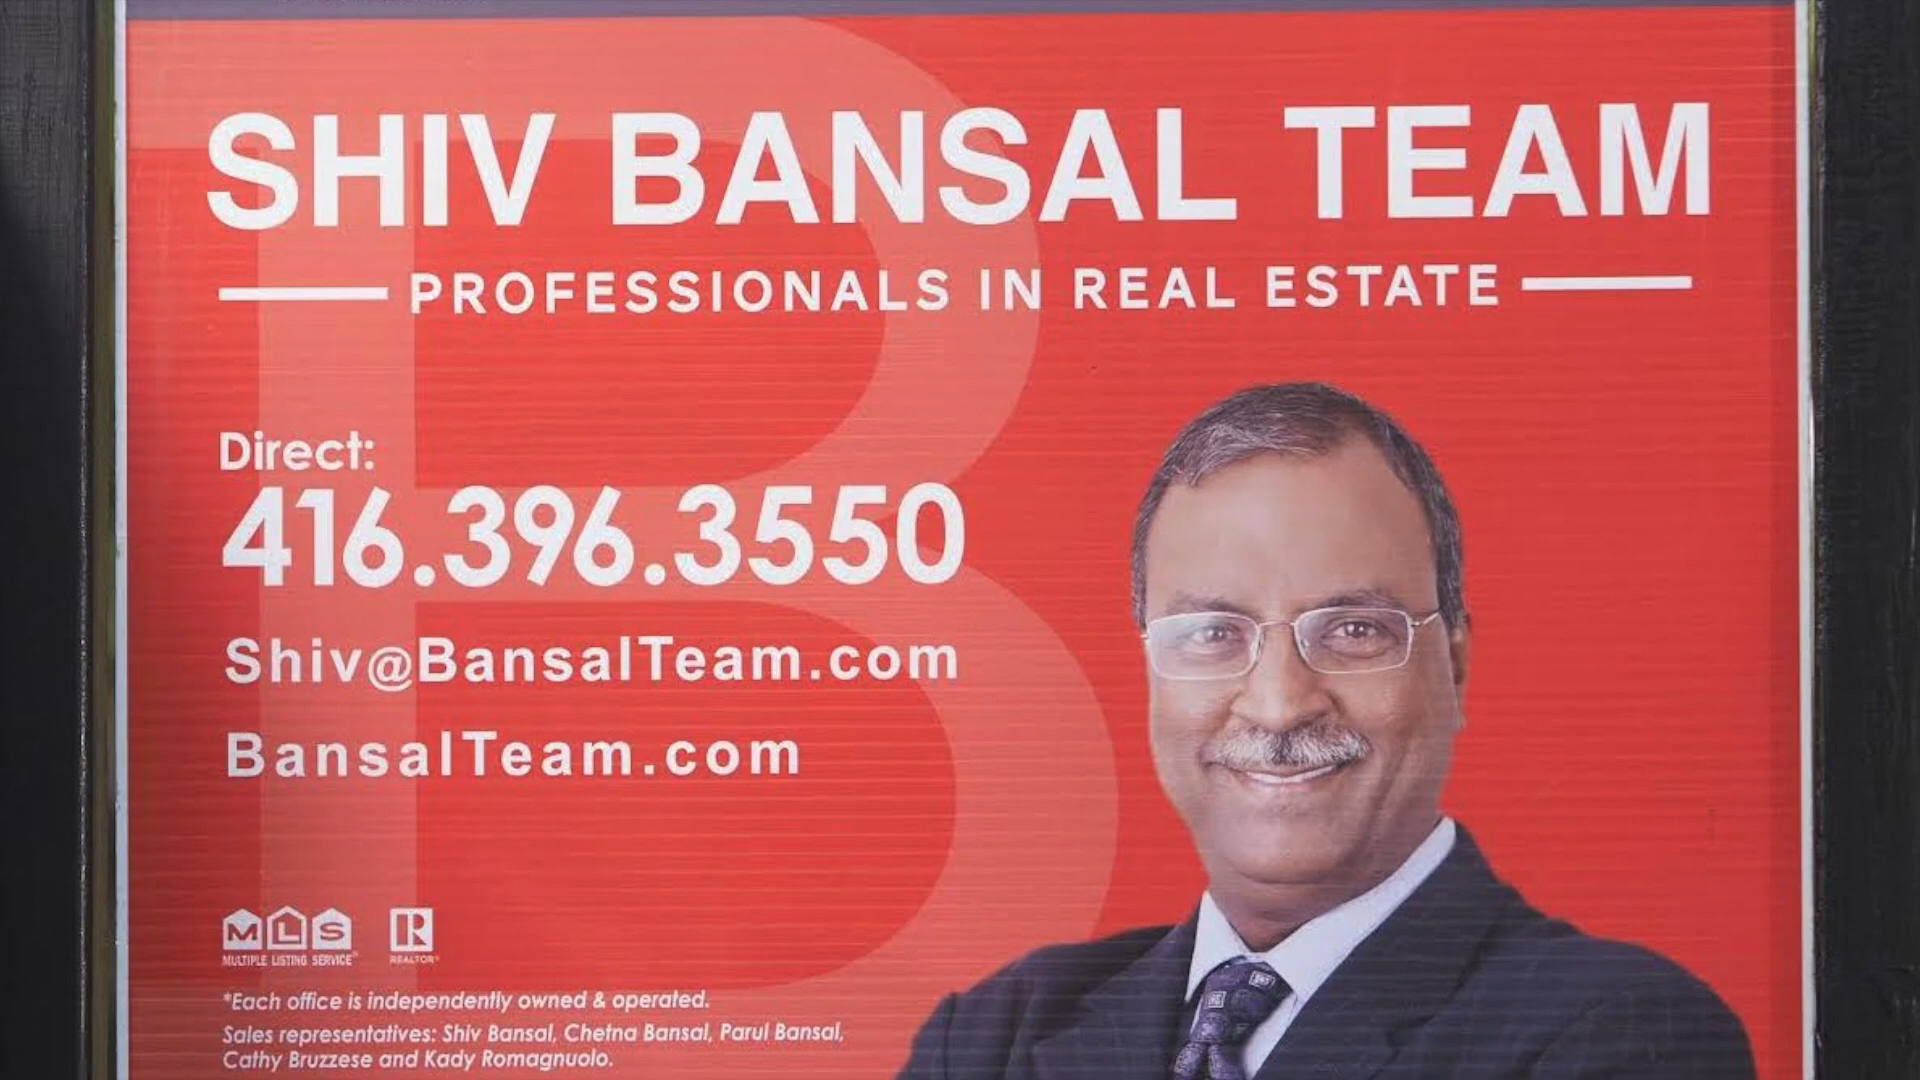 SHIV BANSAL TEAM
PROFESSIONALS IN REAL ESTATE
Direct:
416.396.3550
Shiv@BansalTeam.com
BansalTeam.com
MLS R
MULTIPLE LISTING SERVICE REALTOR
*Each office is independently owned & operated.
Sales representatives: Shiv Bansal, Chetna Bansal, Parul Bansal,
Cathy Bruzzese and Kady Romagnuolo.